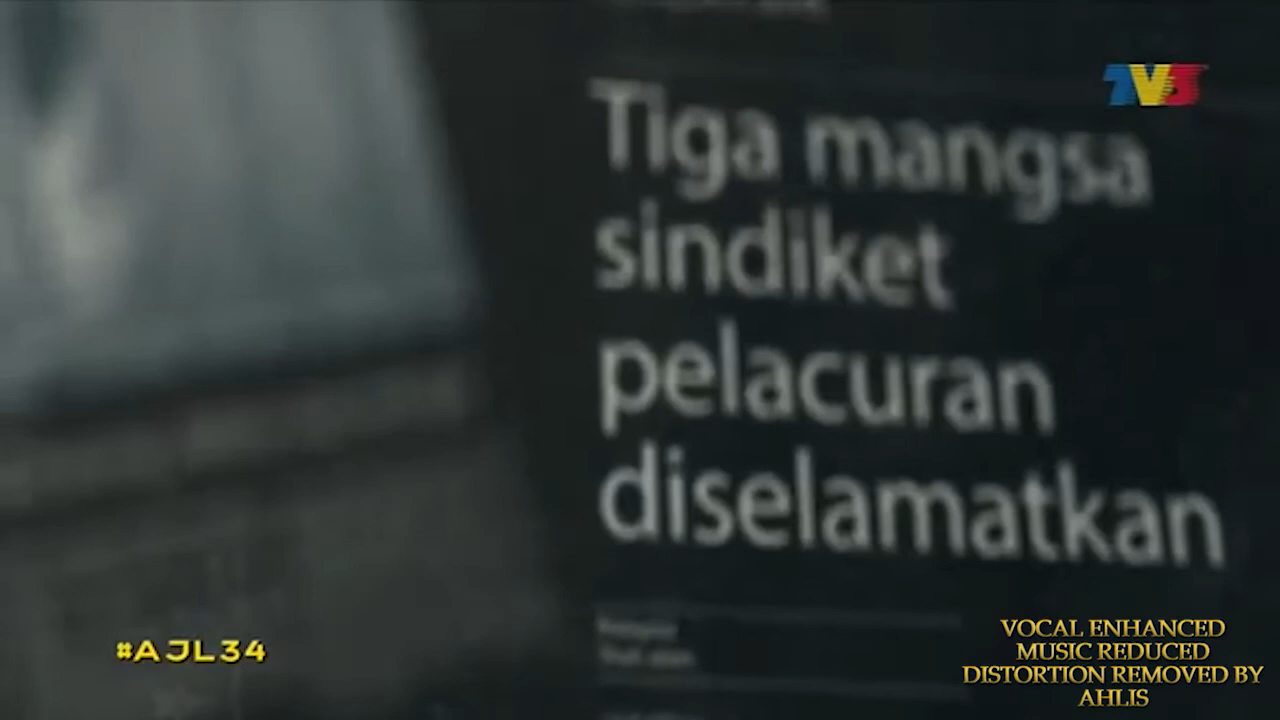 TV3
Tiga mangsa
sindiket
pelacuran
diselamatkan
#AJL34
VOCAL ENHANCED
MUSIC REDUCED
DISTORTION REMOVED BY
AHLIS